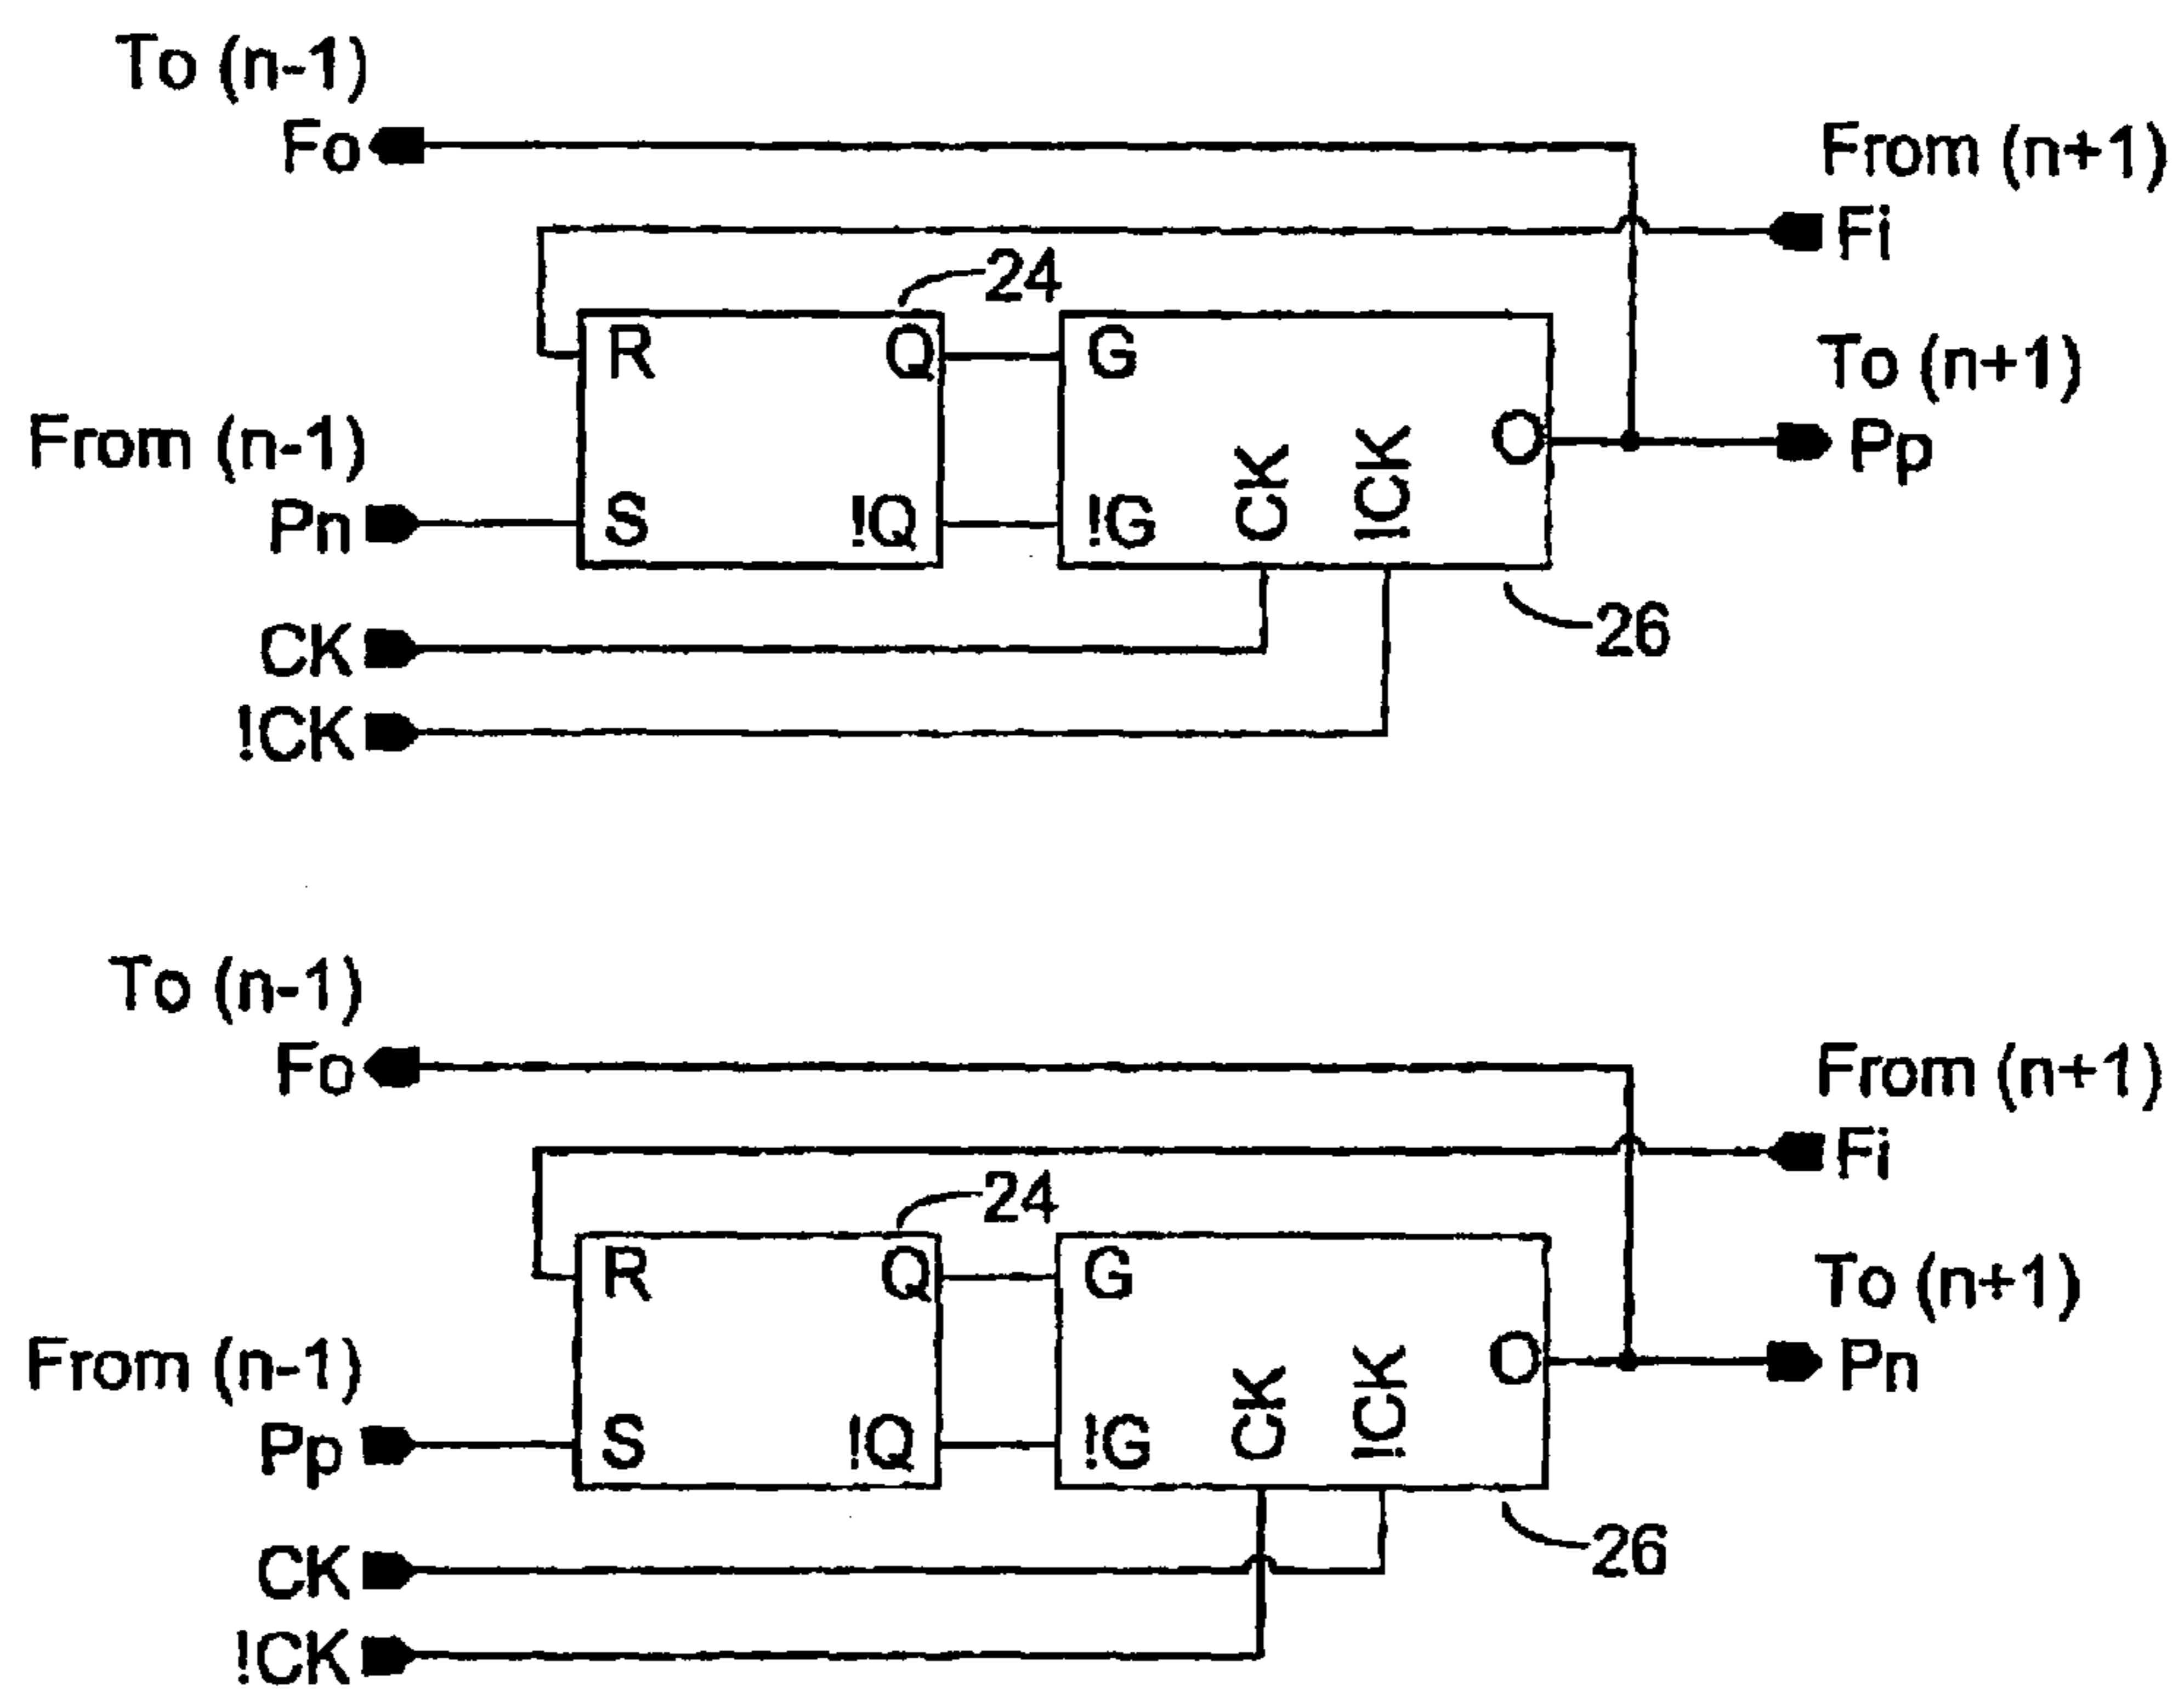 To (n-1)
Fo
From (n+1)
Fi
24
R
Q
G
To (n+1)
From (n-1)
CK
!CK
O
Pp
Pn
S
!Q
!G
26
CK
!CK
To (n-1)
Fo
From (n+1)
Fi
24
R
Q
G
To (n+1)
From (n-1)
CK
!CK
O
Pn
Pp
S
!Q
!G
26
CK
!CK